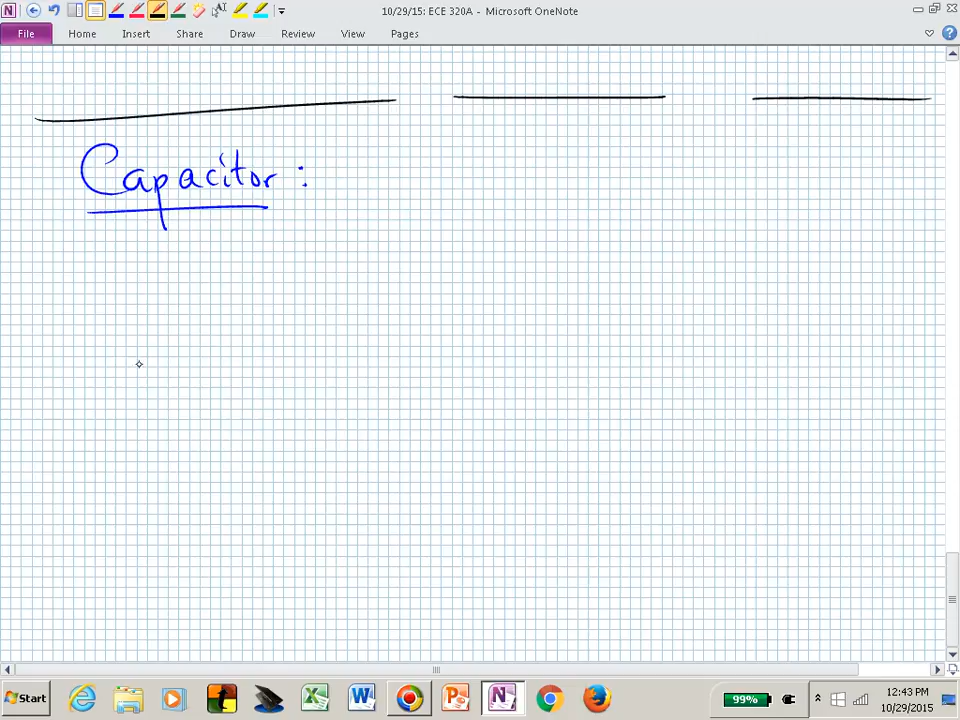 10/29/15: ECE 320A - Microsoft OneNote
File Home Insert Share Draw Review View Pages
Capacitor :
Start 99% 12:43 PM
10/29/2015